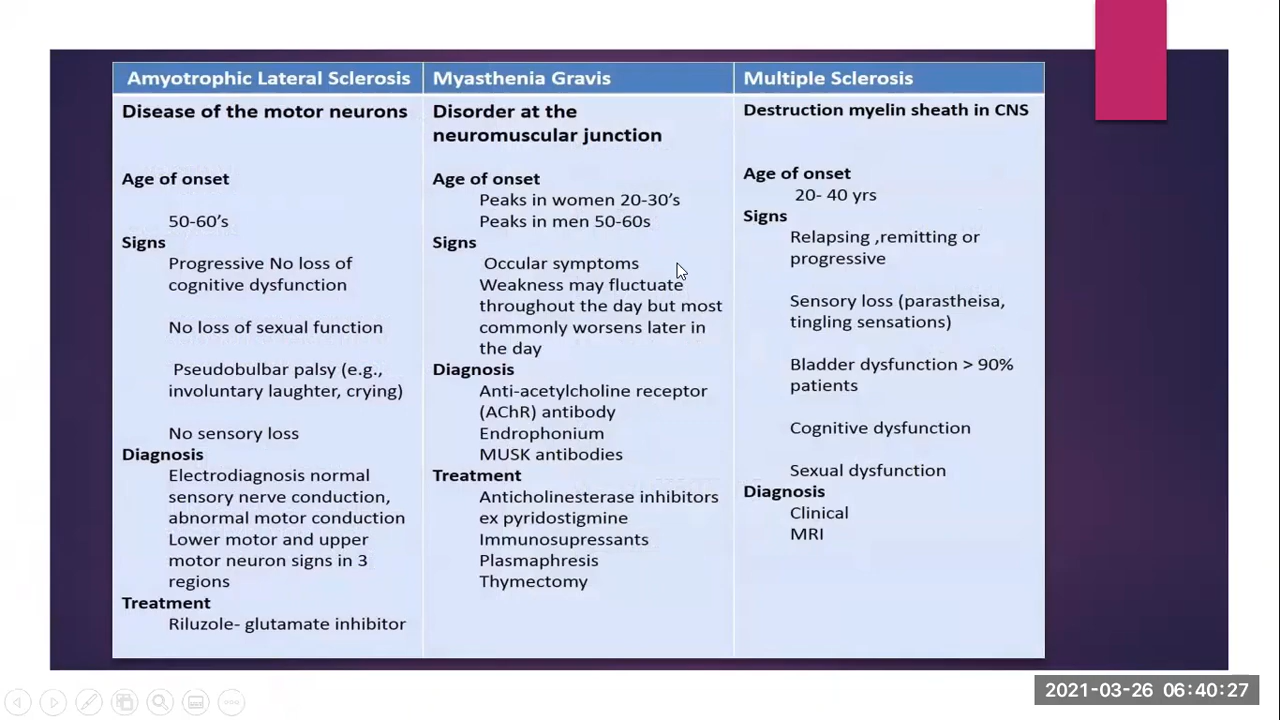 Amyotrophic Lateral Sclerosis
Disease of the motor neurons
Age of onset
50-60’s
Signs
Progressive No loss of
cognitive dysfunction
No loss of sexual function
Pseudobulbar palsy (e.g.,
involuntary laughter, crying)
No sensory loss
Diagnosis
Electrodiagnosis normal
sensory nerve conduction,
abnormal motor conduction
Lower motor and upper
motor neuron signs in 3
regions
Treatment
Riluzole- glutamate inhibitor
Myasthenia Gravis
Disorder at the
neuromuscular junction
Age of onset
Peaks in women 20-30’s
Peaks in men 50-60s
Signs
Occular symptoms
Weakness may fluctuate
throughout the day but most
commonly worsens later in
the day
Diagnosis
Anti-acetylcholine receptor
(AChR) antibody
Endrophonium
MUSK antibodies
Treatment
Anticholinesterase inhibitors
ex pyridostigmine
Immunosupressants
Plasmaphresis
Thymectomy
Multiple Sclerosis
Destruction myelin sheath in CNS
Age of onset
20- 40 yrs
Signs
Relapsing ,remitting or
progressive
Sensory loss (parastheisa,
tingling sensations)
Bladder dysfunction > 90%
patients
Cognitive dysfunction
Sexual dysfunction
Diagnosis
Clinical
MRI
2021-03-26 06:40:27